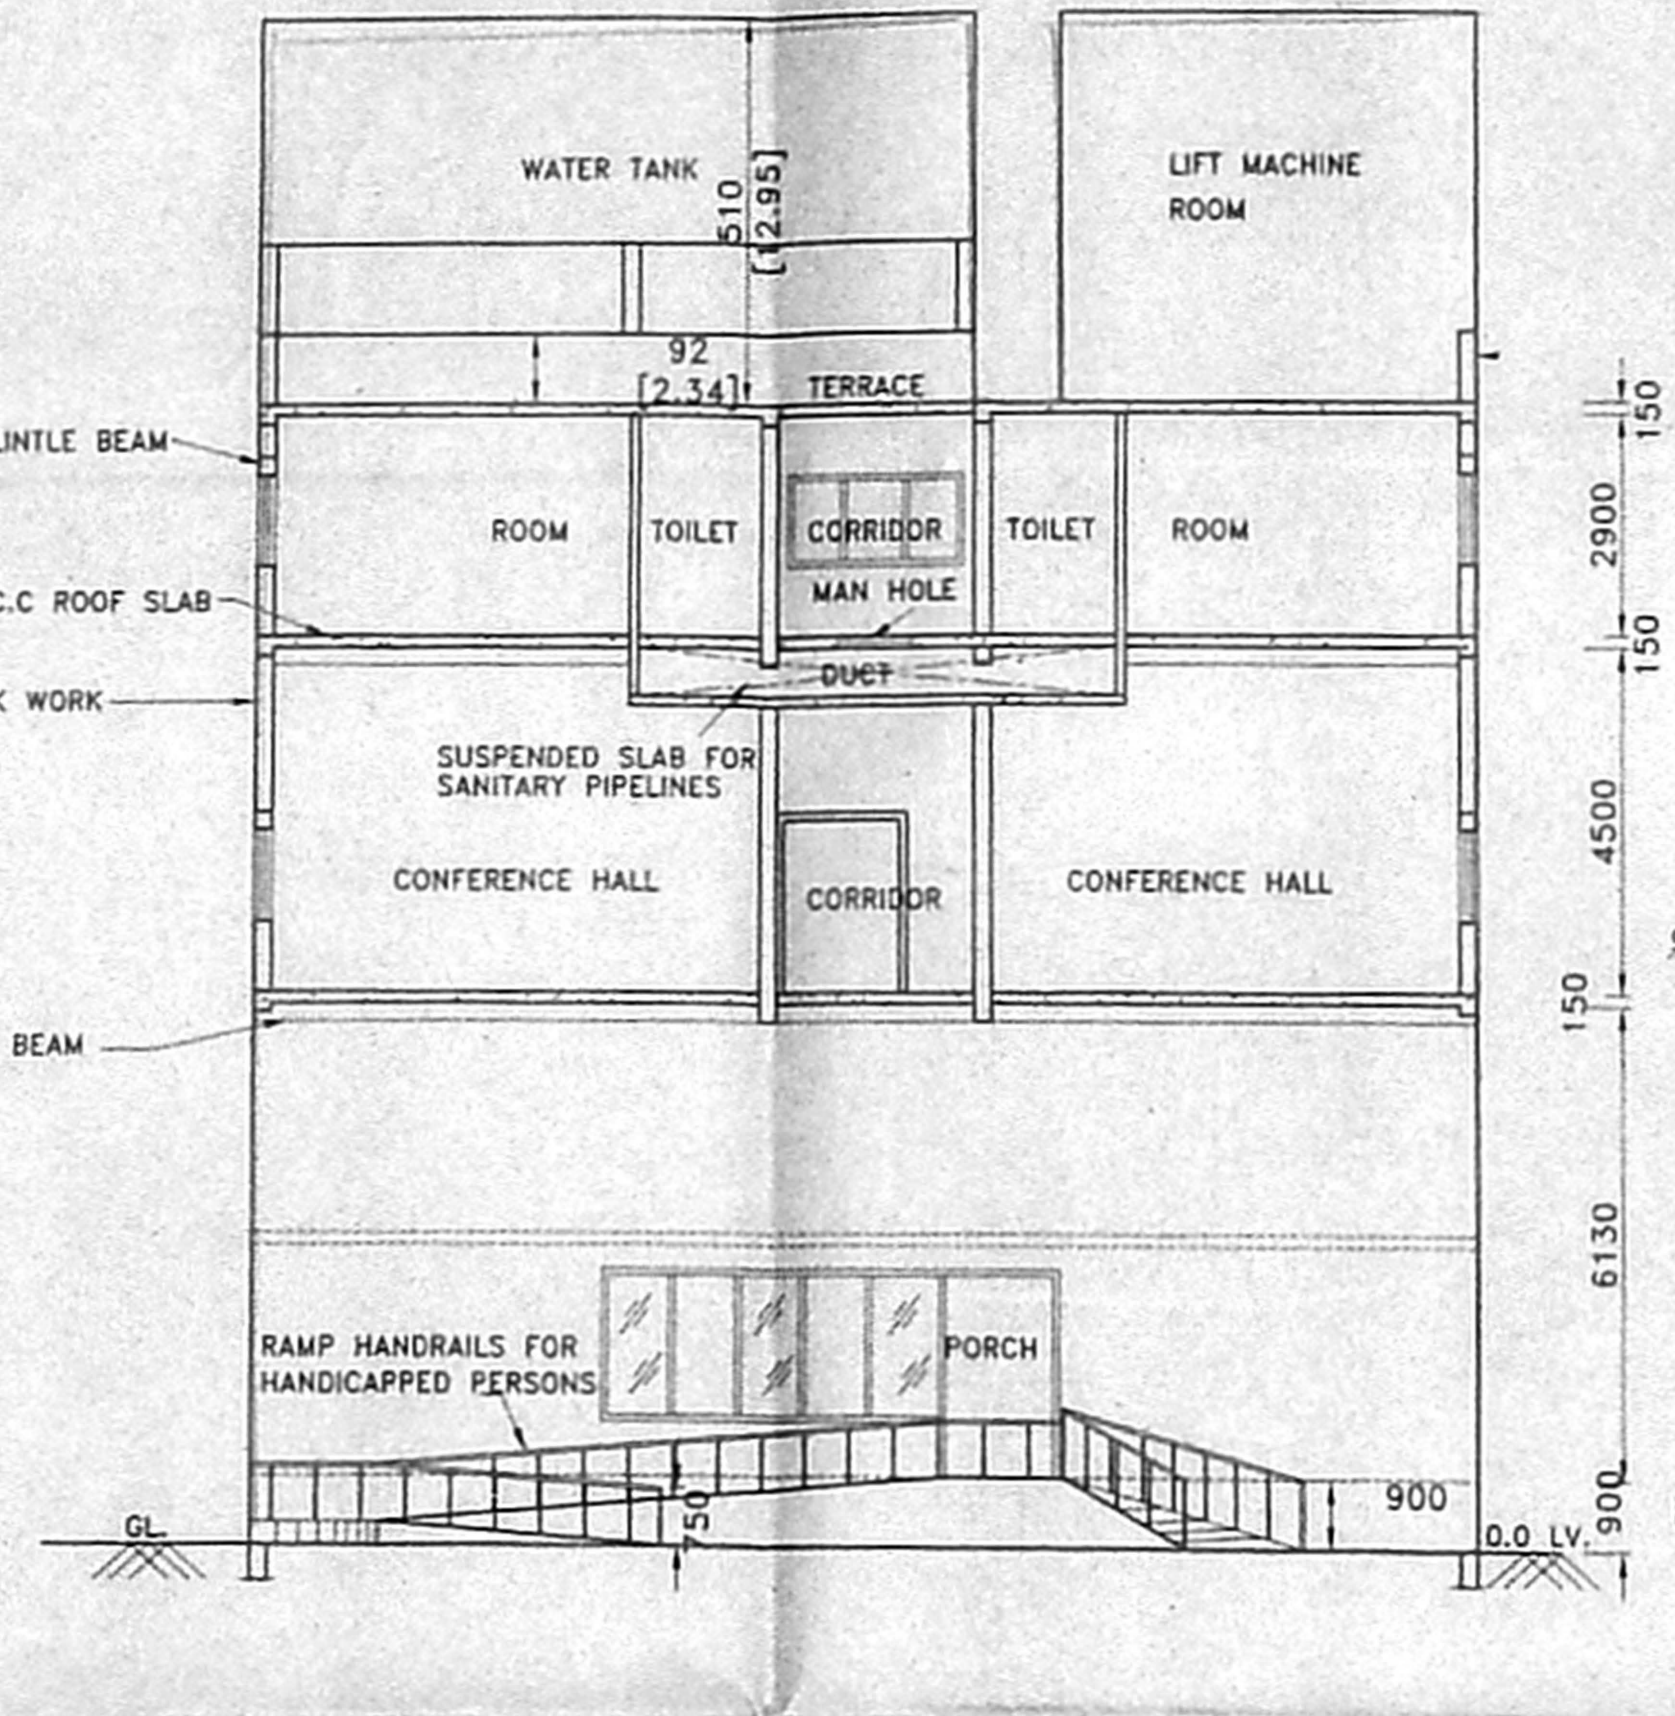 WATER TANK
510
[12.95]
LIFT MACHINE
ROOM
92
[2.34]
TERRACE
150
LINTLE BEAM
2900
ROOM
TOILET
CORRIDOR
TOILET
ROOM
MAN HOLE
C.C ROOF SLAB
150
DUCT
K WORK
SUSPENDED SLAB FOR
SANITARY PIPELINES
4500
CONFERENCE HALL
CORRIDOR
CONFERENCE HALL
150
BEAM
6130
RAMP HANDRAILS FOR
HANDICAPPED PERSONS
PORCH
900
900
750
GL.
0.0 LV.